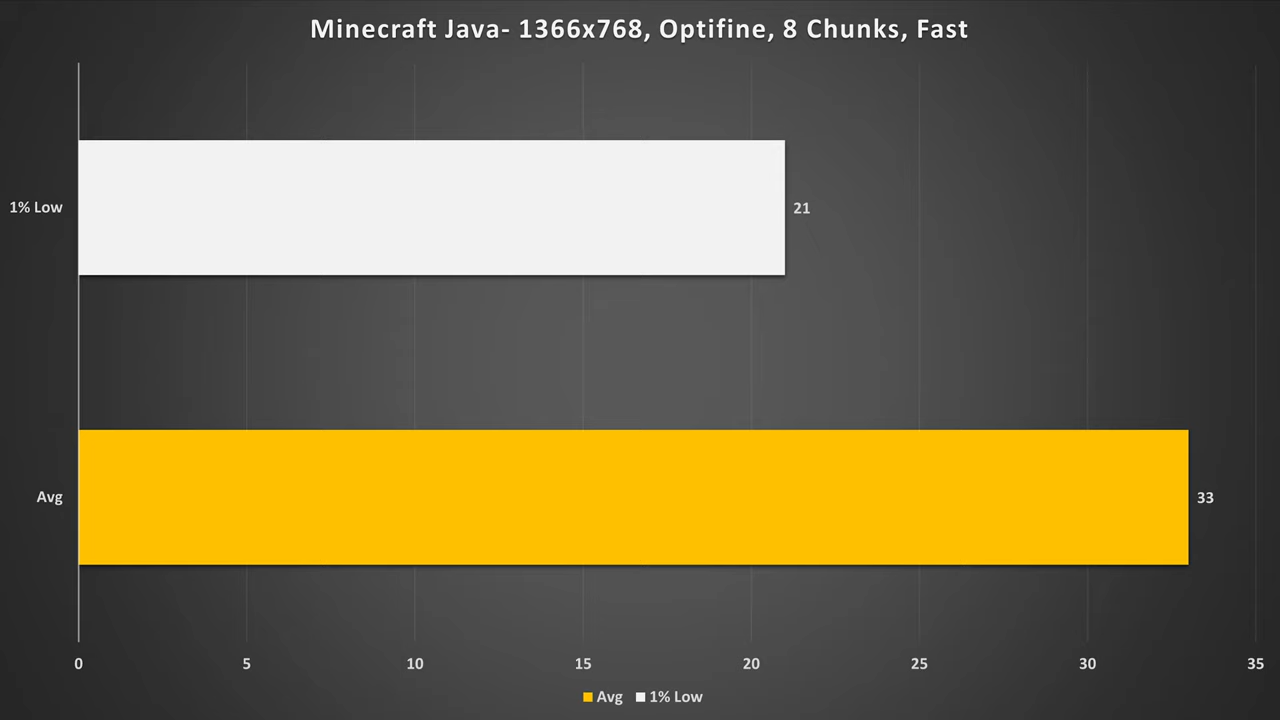 Minecraft Java- 1366x768, Optifine, 8 Chunks, Fast
1% Low
21
Avg
33
0 5 10 15 20 25 30 35
Avg 1% Low